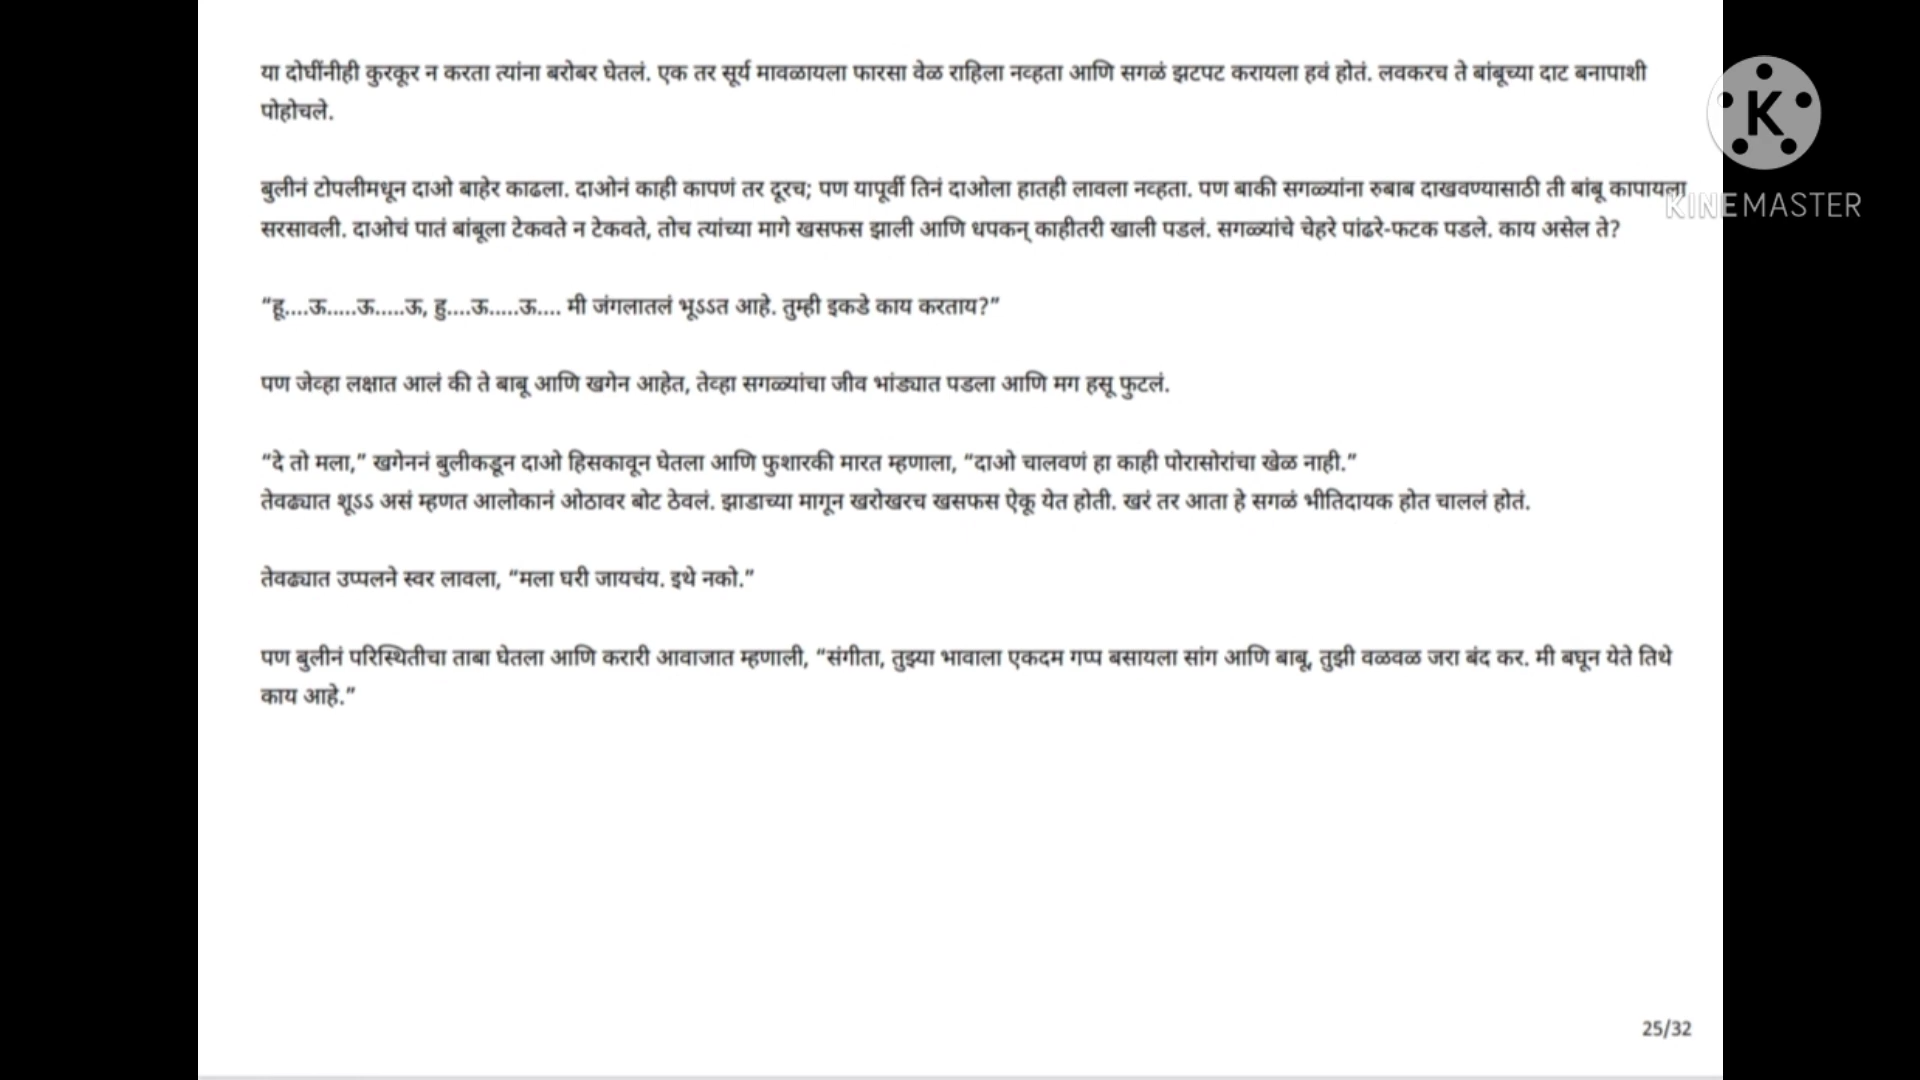 या दोघींनीही कुरकूर न करता त्यांना बरोबर घेतलं. एक तर सूर्य मावळायला फारसा वेळ राहिला नव्हता आणि सगळं झटपट करायला हवं होतं. लवकरच ते बांबूच्या दाट बनापाशी
पोहोचले.
बुलीनं टोपलीमधून दाओ बाहेर काढला. दाओनं काही कापणं तर दूरच; पण यापूर्वी तिनं दाओला हातही लावला नव्हता. पण बाकी सगळ्यांना रुबाब दाखवण्यासाठी ती बांबू कापायला
सरसावली. दाओचं पातं बांबूला टेकवते न टेकवते, तोच त्यांच्या मागे खसफस झाली आणि धपकन् काहीतरी खाली पडलं. सगळ्यांचे चेहरे पांढरे-फटक पडले. काय असेल ते?
“हू....ऊ.....ऊ.....ऊ, हु....ऊ.....ऊ.... मी जंगलातलं भूऽऽत आहे. तुम्ही इकडे काय करताय?”
पण जेव्हा लक्षात आलं की ते बाबू आणि खगेन आहेत, तेव्हा सगळ्यांचा जीव भांड्यात पडला आणि मग हसू फुटलं.
“दे तो मला,” खगेननं बुलीकडून दाओ हिसकावून घेतला आणि फुशारकी मारत म्हणाला, “दाओ चालवणं हा काही पोरासोरांचा खेळ नाही.”
तेवढ्यात शूऽऽ असं म्हणत आलोकानं ओठावर बोट ठेवलं. झाडाच्या मागून खरोखरच खसफस ऐकू येत होती. खरं तर आता हे सगळं भीतिदायक होत चाललं होतं.
तेवढ्यात उप्पलने स्वर लावला, “मला घरी जायचंय. इथे नको.”
पण बुलीनं परिस्थितीचा ताबा घेतला आणि करारी आवाजात म्हणाली, “संगीता, तुझ्या भावाला एकदम गप्प बसायला सांग आणि बाबू, तुझी वळवळ जरा बंद कर. मी बघून येते तिथे
काय आहे.”
25/32
K
KINEMASTER